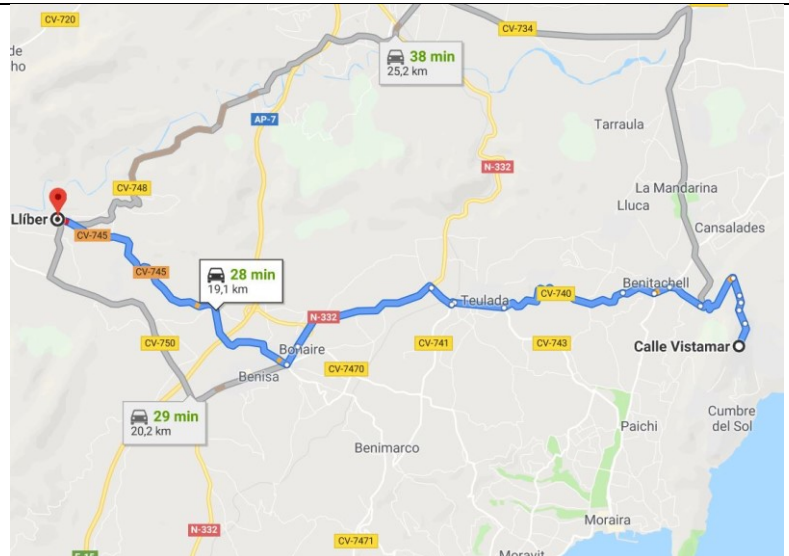 CV-720
CV-734
de
ho
38 min
25,2 km
AP-7
Tarraula
N-332
CV-748
La Mandarina
Lluca
Llíber
Cansalades
CV-745
CV-745
28 min
19,1 km
Benitachell
CV-740
Teulada
N-332
CV-750
Bonaire
CV-741
CV-743
Calle Vistamar
Benisa
CV-7470
29 min
20,2 km
Cumbre
del Sol
Paichi
Benimarco
Moraira
N-332
CV-7471
E-15
Moravit